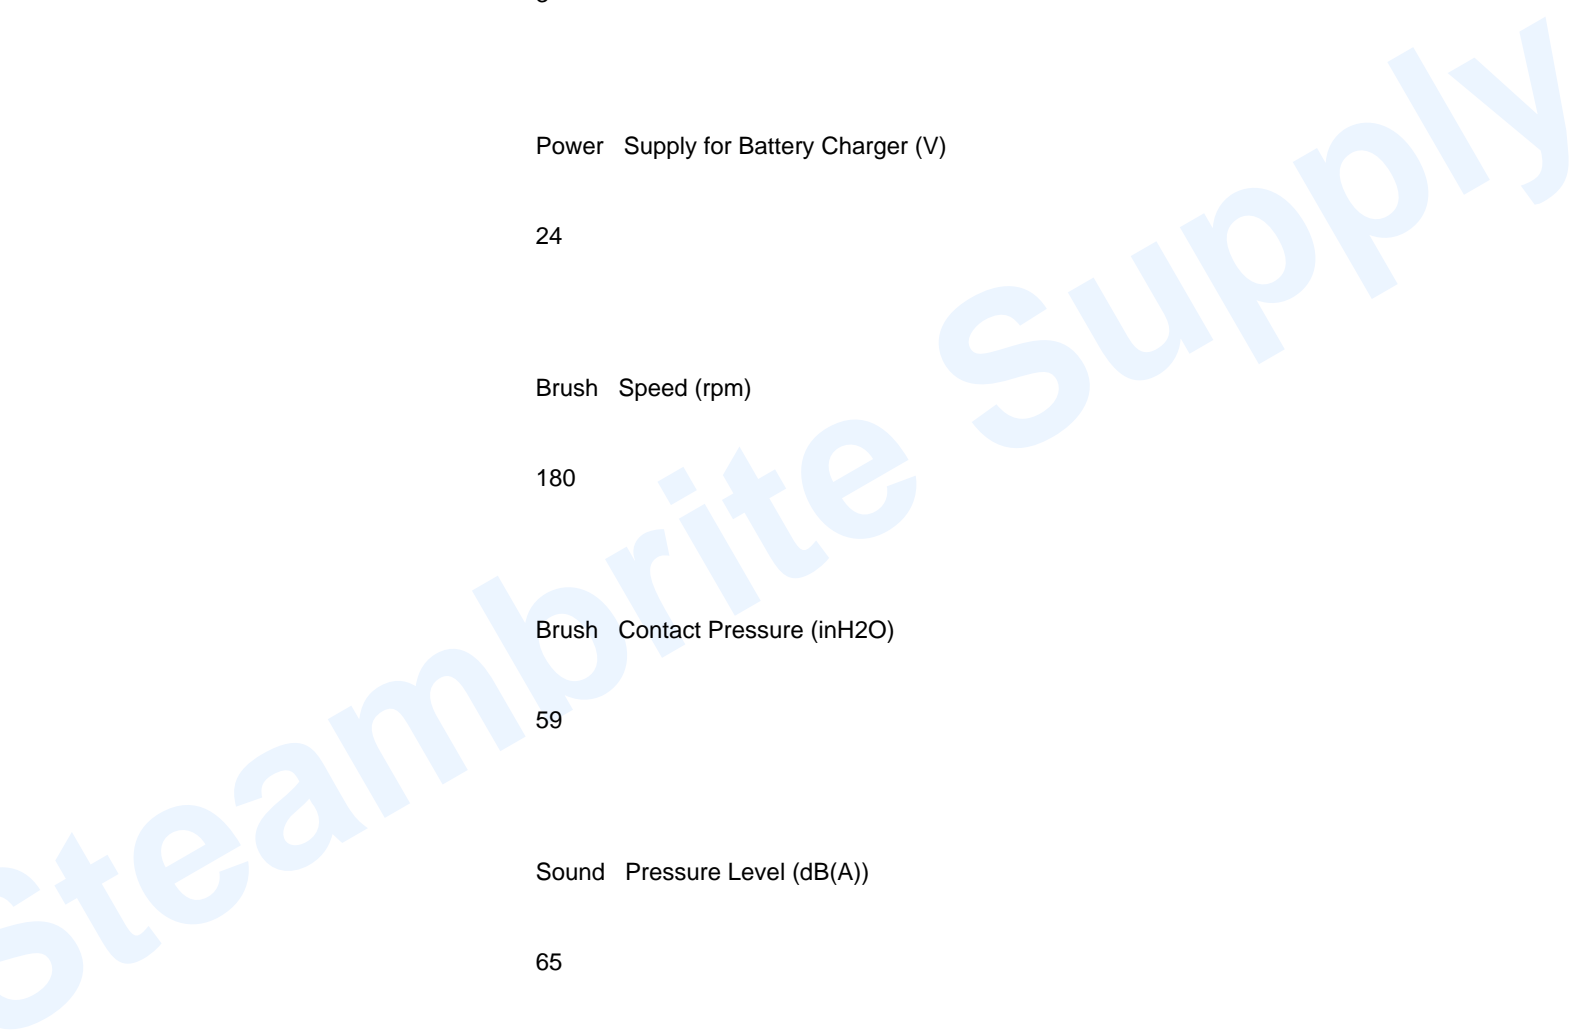 Power   Supply for Battery Charger (V)
24
Brush   Speed (rpm)
180
Brush   Contact Pressure (inH2O)
59
Sound   Pressure Level (dB(A))
65
Steambrite Supply